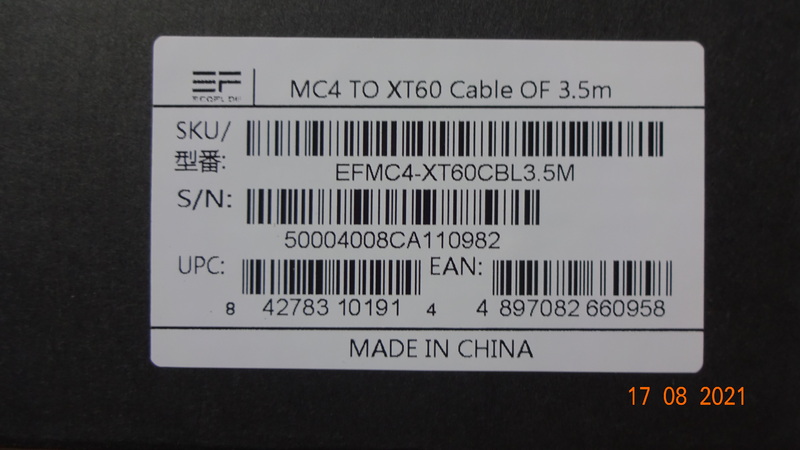 EF
ECOFLOW
MC4 TO XT60 Cable OF 3.5m
SKU/
型番:
EFMC4-XT60CBL3.5M
S/N:
50004008CA110982
UPC:
8 42783 10191 4
EAN:
4 897082 660958
MADE IN CHINA
17 08 2021